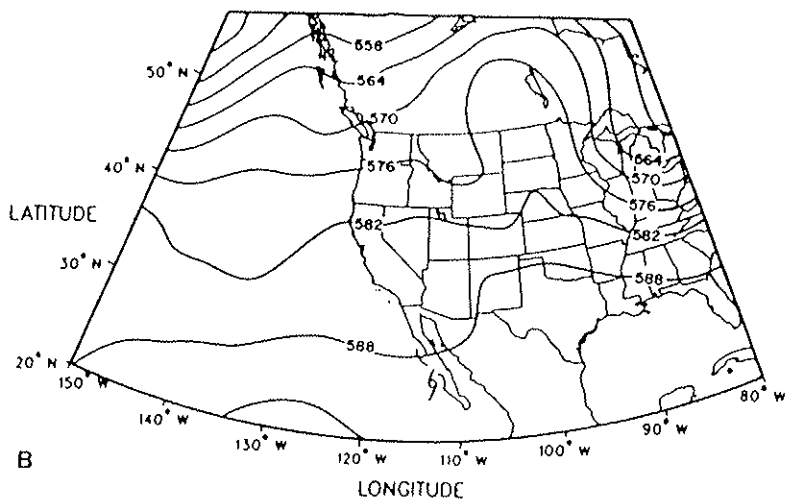 558
50° N
564
570
564
40° N
576
570
576
LATITUDE
582
582
30° N
588
588
20° N
150° W
80° W
140° W
90° W
130° W
100° W
120° W
110° W
B
LONGITUDE